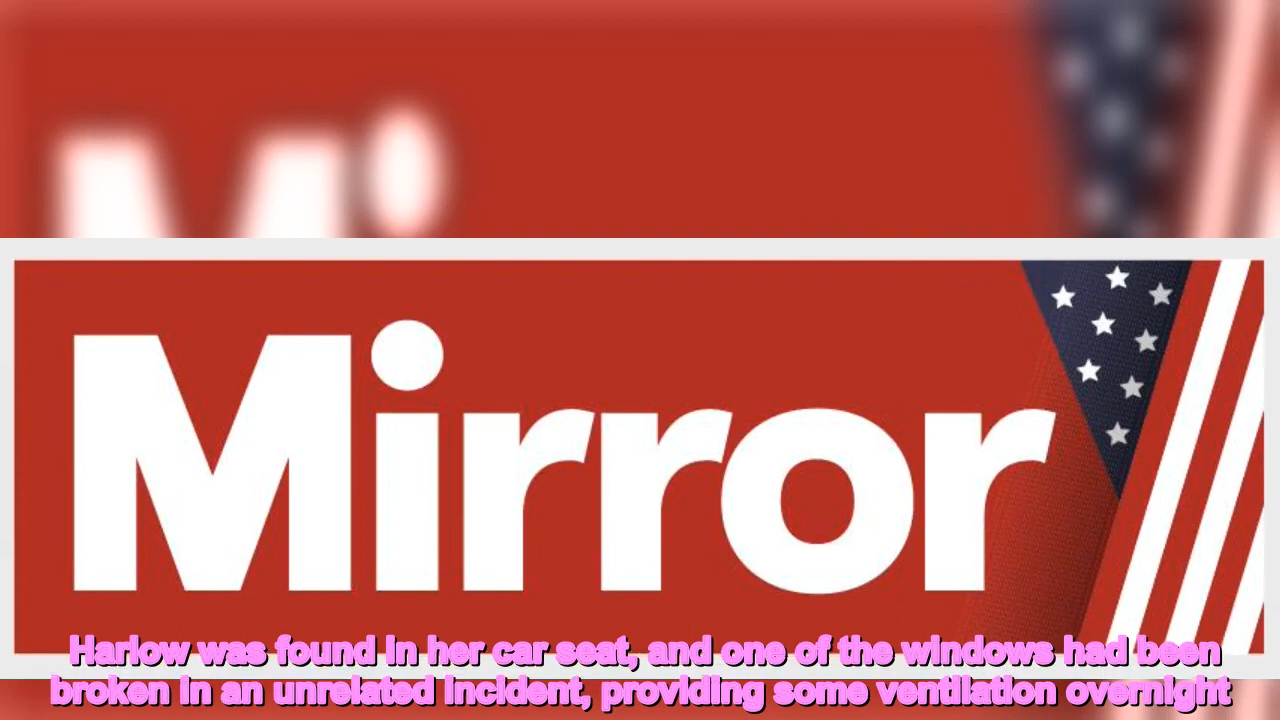 Mirror
Harlow was found in her car seat, and one of the windows had been
broken in an unrelated incident, providing some ventilation overnight